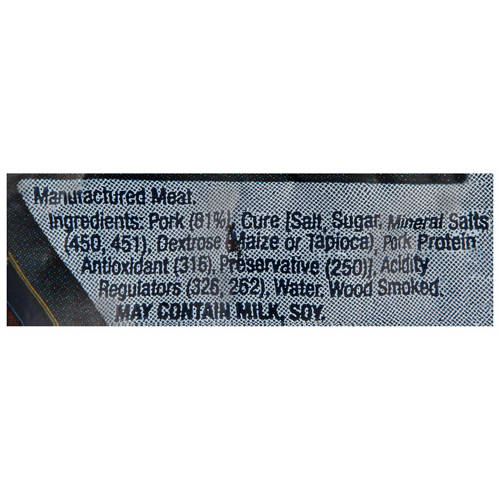 Manufactured Meat.
Ingredients: Pork (81%), Cure [Salt, Sugar, Mineral Salts
(450, 451), Dextrose (Maize or Tapioca), Pork Protein
Antioxidant (316), Preservative (250)], Acidity
Regulators (326, 262), Water, Wood Smoked.
MAY CONTAIN MILK, SOY.